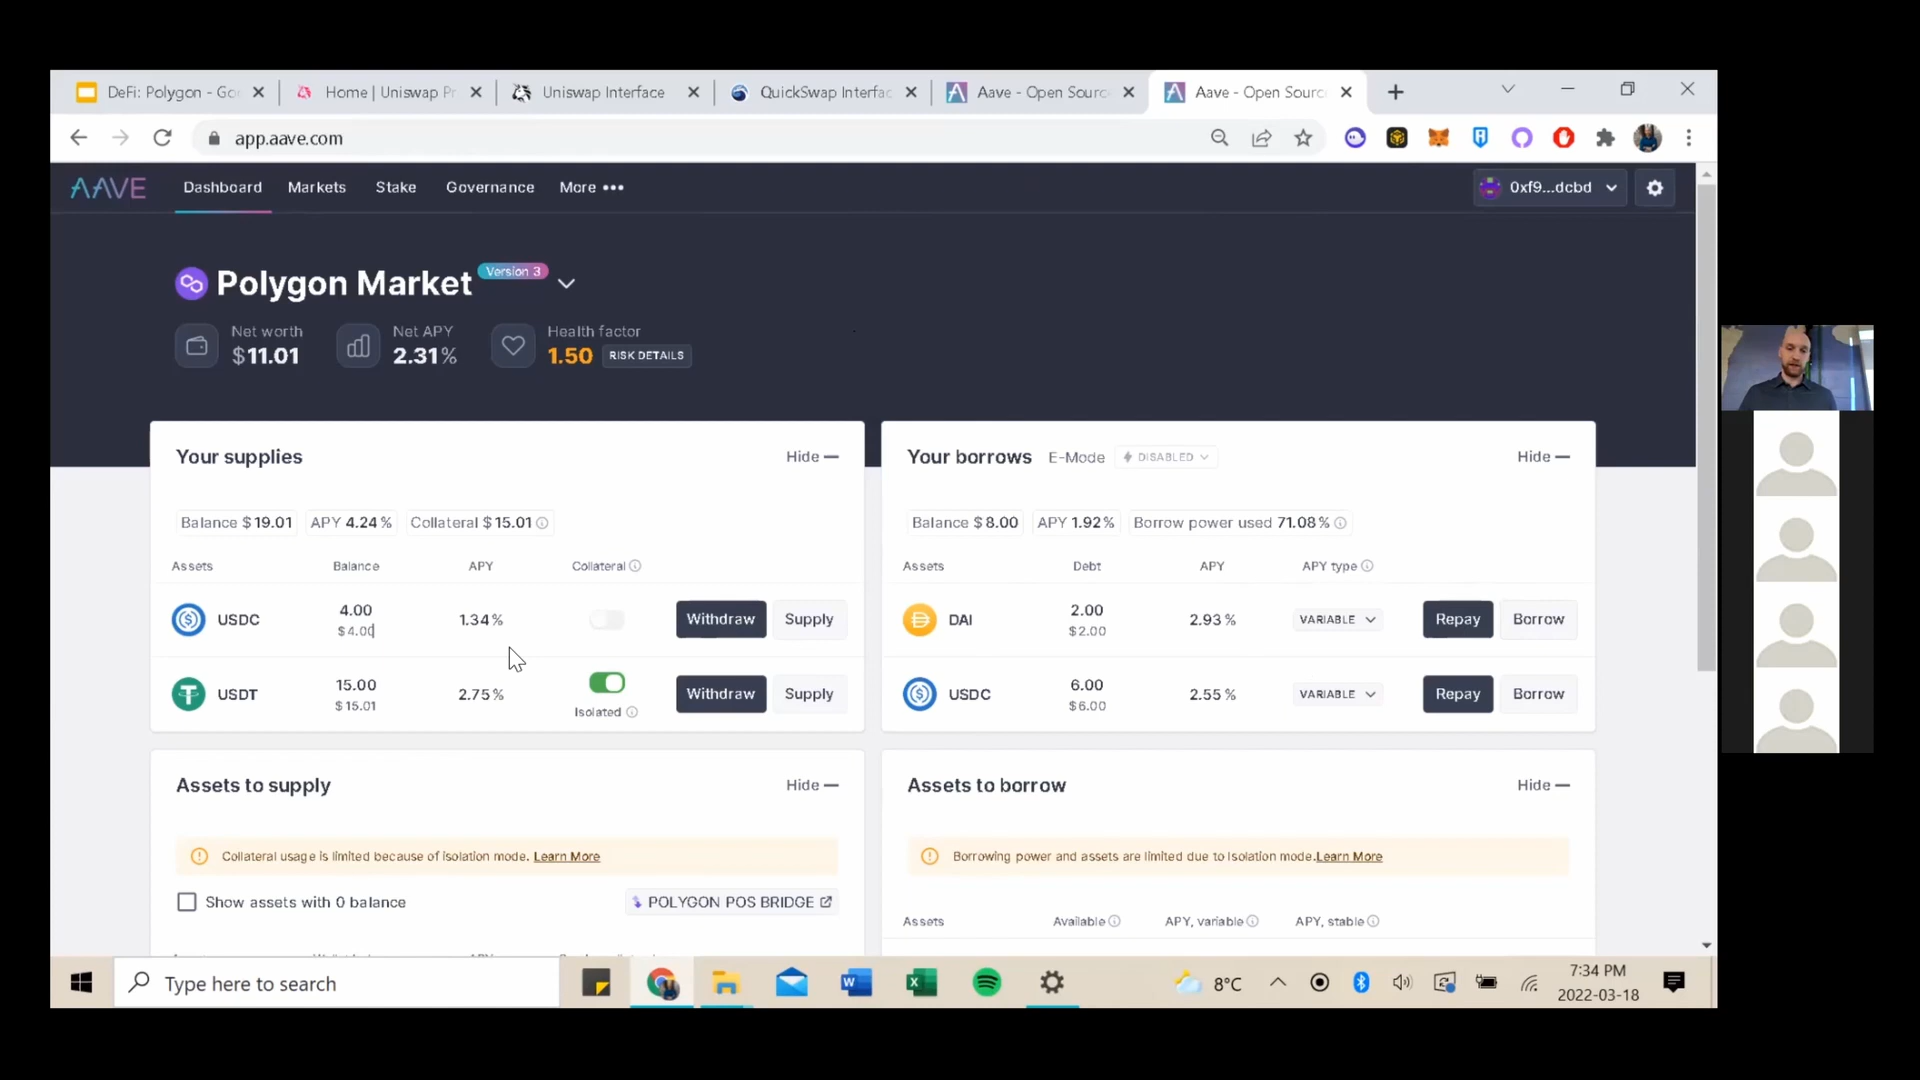 DeFi: Polygon - Go
Home | Uniswap Pr
Uniswap Interface
QuickSwap Interfac
Aave - Open Sourc
Aave - Open Sourc
app.aave.com
AAVE
Dashboard
Markets
Stake
Governance
More •••
0xf9...dcbd
Polygon Market
Version 3
Net worth
$11.01
Net APY
2.31%
Health factor
1.50 RISK DETAILS
Your supplies
Hide —
Balance $19.01 APY 4.24% Collateral $15.01
Assets Balance APY Collateral
USDC 4.00 1.34% Withdraw Supply
$4.00
USDT 15.00 2.75% Withdraw Supply
$15.01 Isolated
Your borrows E-Mode DISABLED
Hide —
Balance $8.00 APY 1.92% Borrow power used 71.08%
Assets Debt APY APY type
DAI 2.00 2.93% VARIABLE Repay Borrow
$2.00
USDC 6.00 2.55% VARIABLE Repay Borrow
$6.00
Assets to supply
Hide —
Collateral usage is limited because of isolation mode. Learn More
Show assets with 0 balance
POLYGON POS BRIDGE
Assets to borrow
Hide —
Borrowing power and assets are limited due to Isolation mode.Learn More
Assets Available APY, variable APY, stable
Type here to search
8°C
7:34 PM
2022-03-18